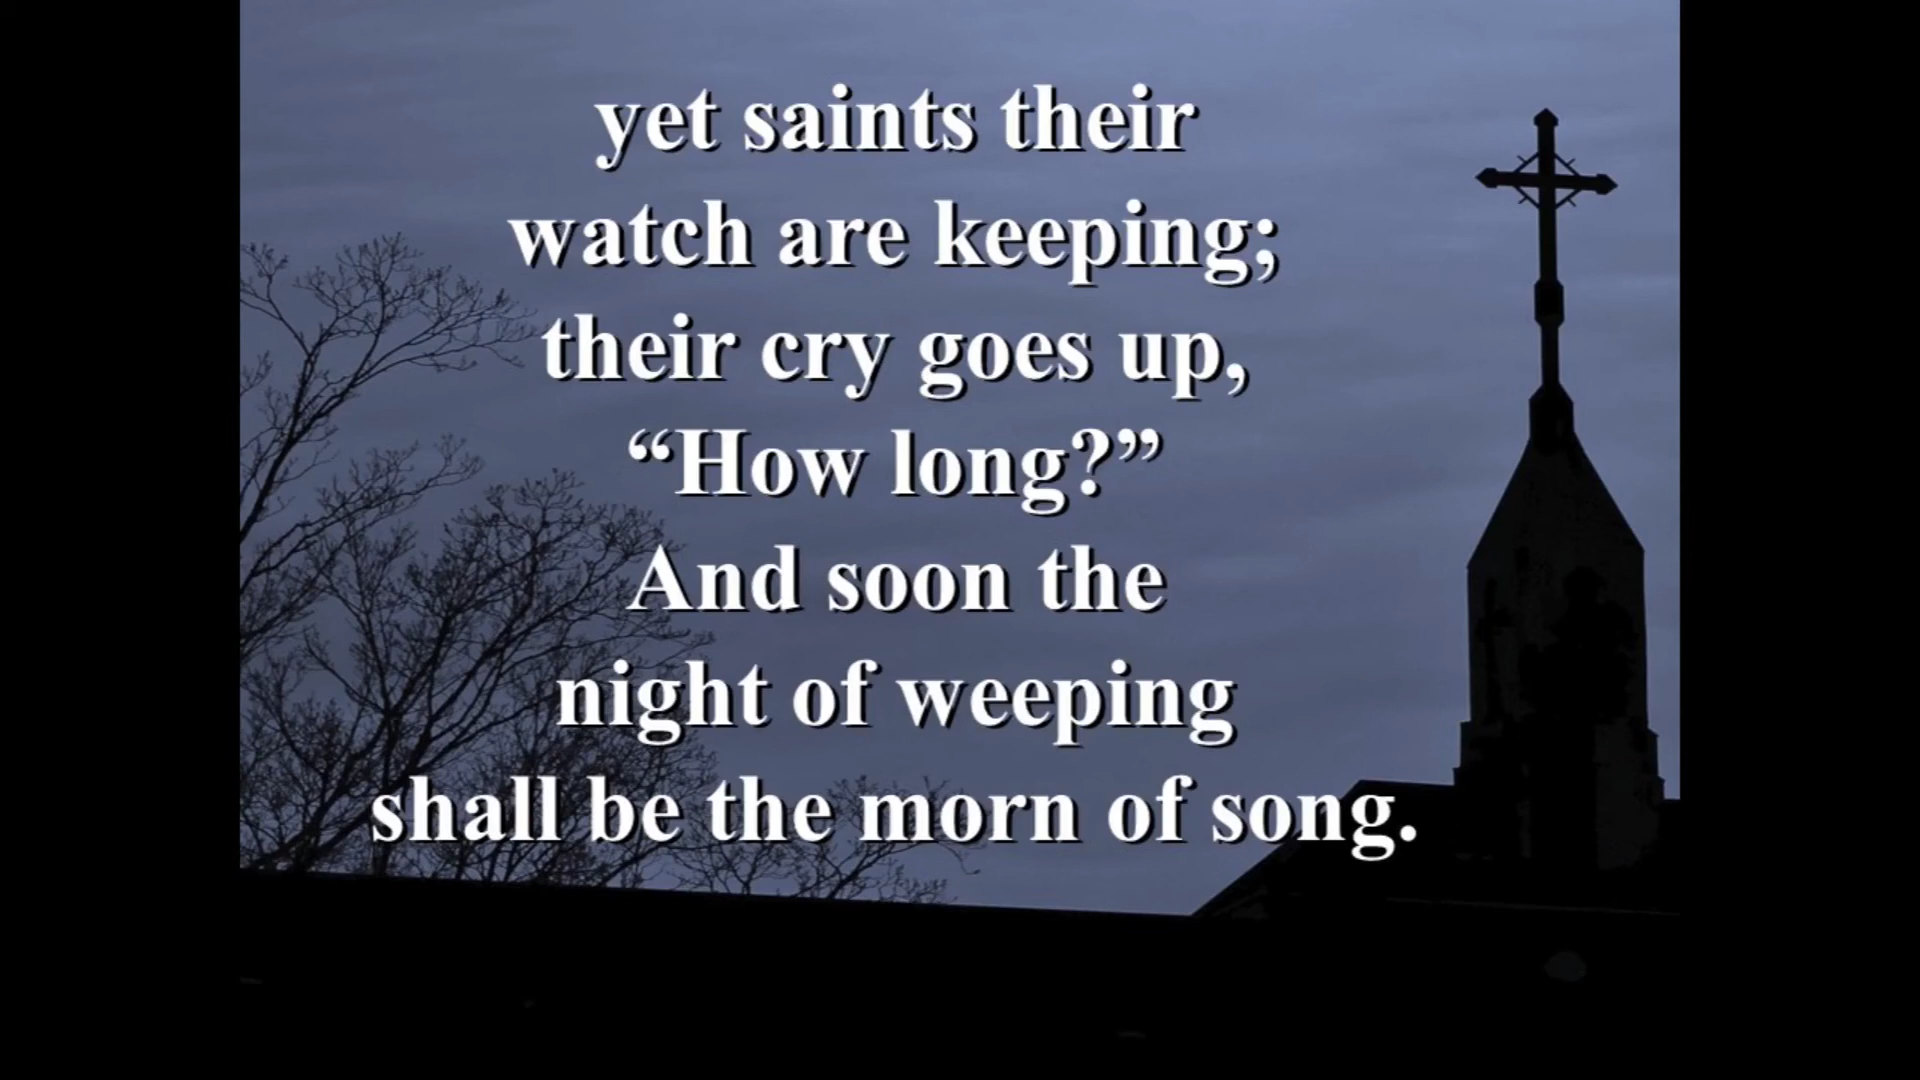 yet saints their
watch are keeping;
their cry goes up,
“How long?”
And soon the
night of weeping
shall be the morn of song.